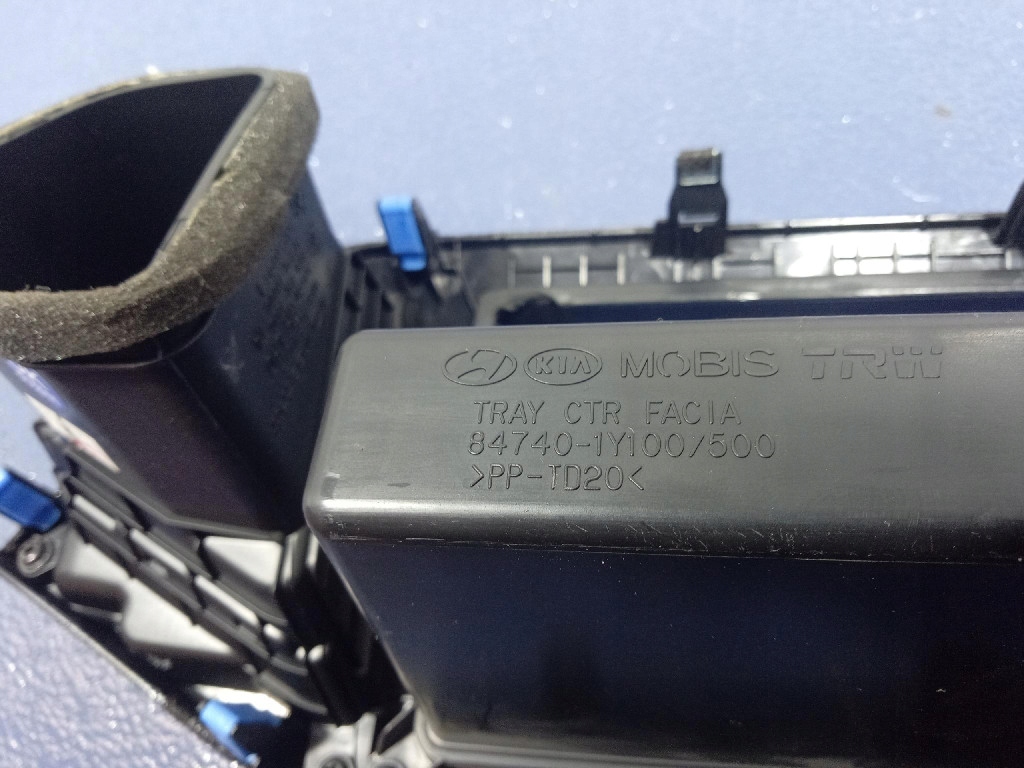 KIA MOBIS TRW
TRAY CTR FACIA
84740-1Y100/500
>PP-TD20<